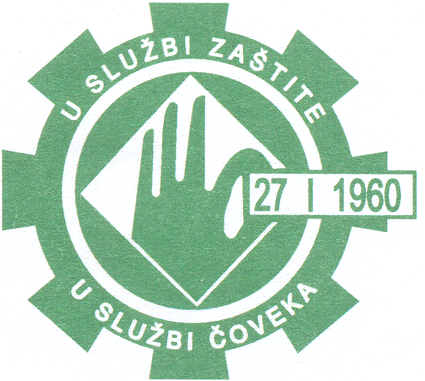 U SLUŽBI ZAŠTITE
27 I 1960
U SLUŽBI ČOVEKA